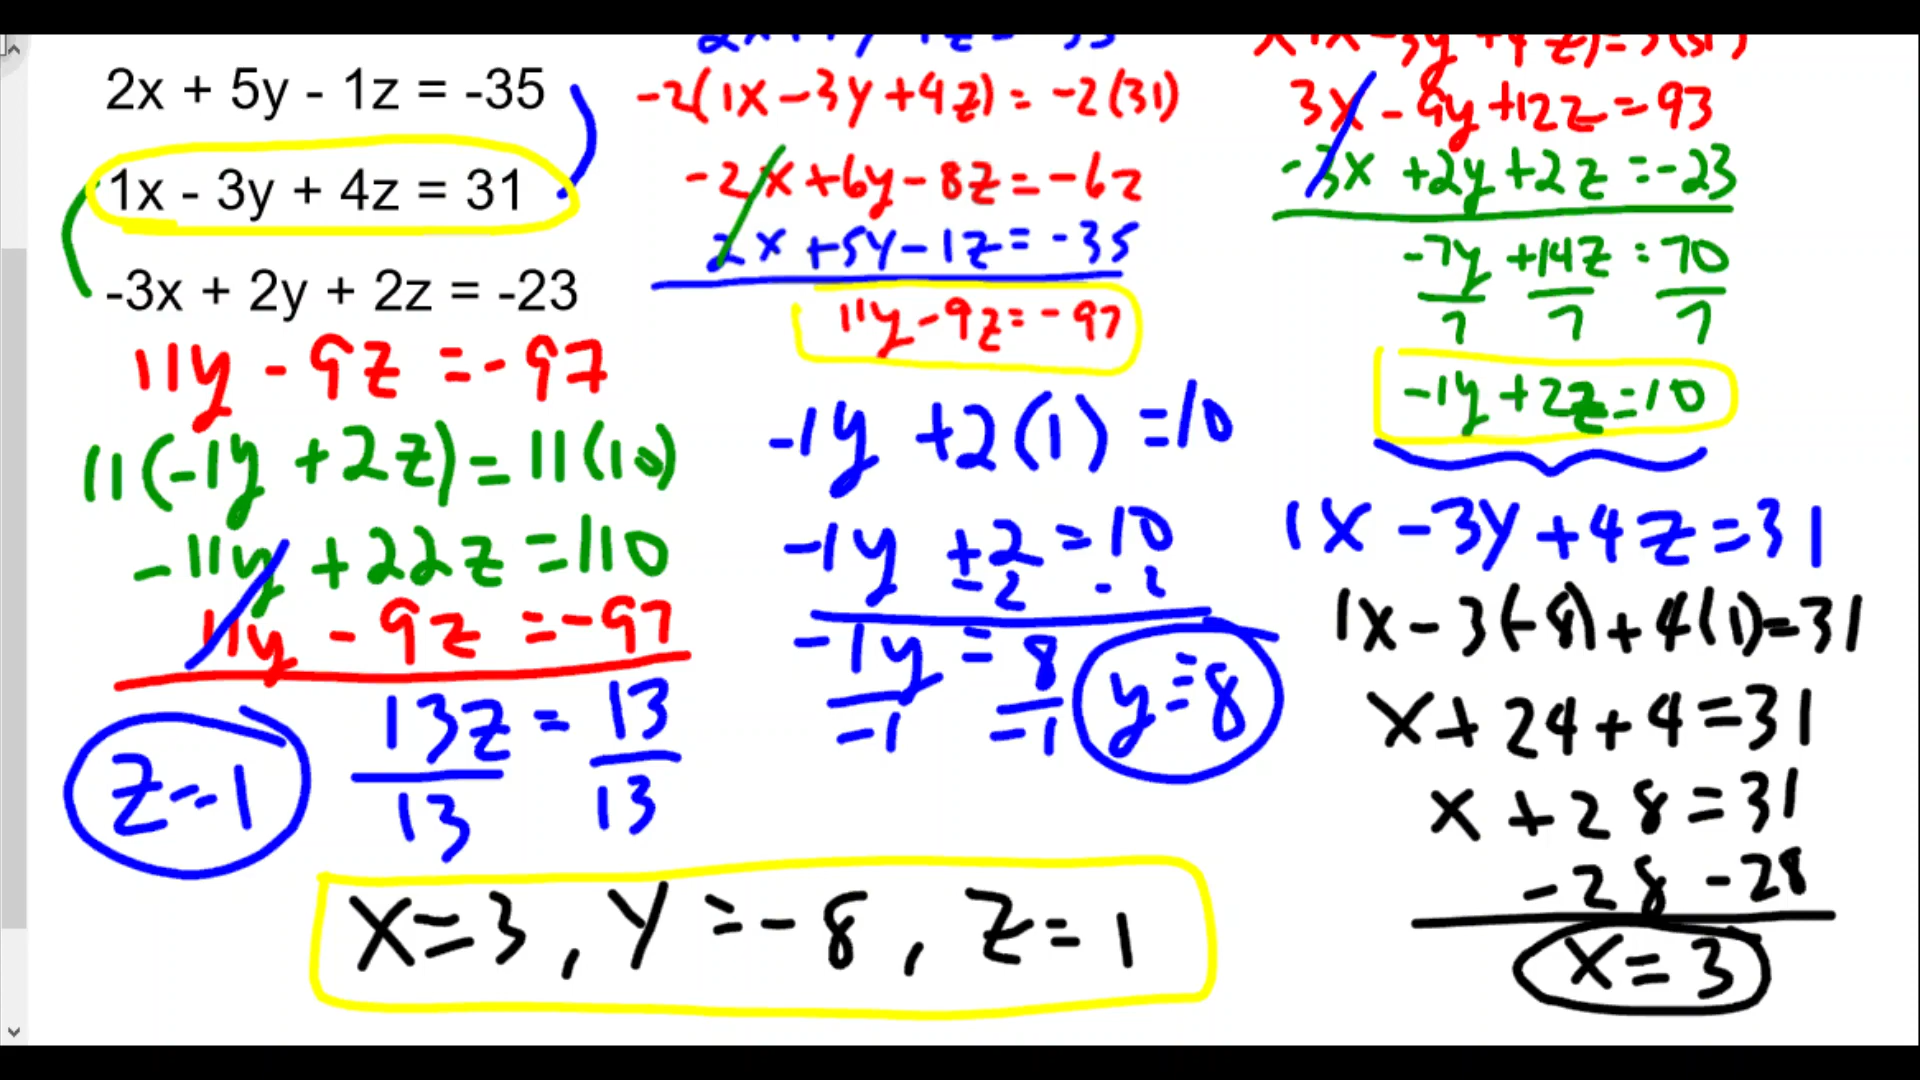 2x + 5y - 1z = -35
1x - 3y + 4z = 31
-3x + 2y + 2z = -23
11y - 9z = -97
11(-1y + 2z) = 11(10)
-11y + 22z = 110
11y - 9z = -97
13z = 13
13 13
z=1
-2(1x - 3y + 4z) = -2(31)
-2x + 6y - 8z = -62
2x + 5y - 1z = -35
11y - 9z = -97
-1y + 2(1) = 10
-1y + 2 = 10
-2 -2
-1y = 8
-1 -1
y=-8
3x - 9y + 12z = 93
-3x + 2y + 2z = -23
-7y + 14z = 70
7 7 7
-1y + 2z = 10
1x - 3y + 4z = 31
1x - 3(-8) + 4(1) = 31
x + 24 + 4 = 31
x + 28 = 31
-28 -28
x = 3
x=3, y=-8, z=1